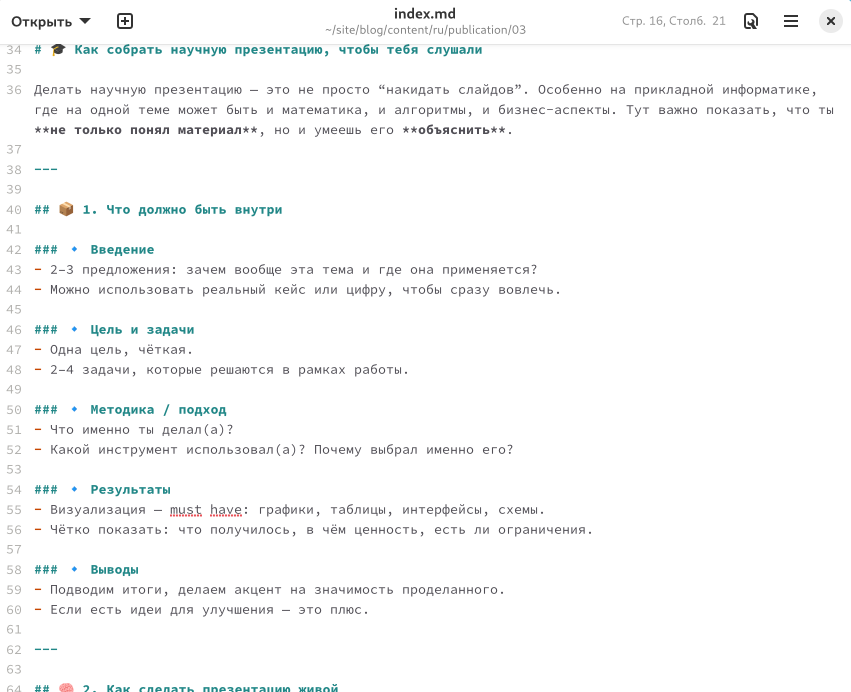 Открыть
index.md
~/site/blog/content/ru/publication/03
Стр. 16, Столб. 21
34 # 🎓 Как собрать научную презентацию, чтобы тебя слушали
35
36 Делать научную презентацию — это не просто “накидать слайдов”. Особенно на прикладной информатике,
где на одной теме может быть и математика, и алгоритмы, и бизнес-аспекты. Тут важно показать, что ты
**не только понял материал**, но и умеешь его **объяснить**.
37
38 ---
39
40 ## 📦 1. Что должно быть внутри
41
42 ### 🔹 Введение
43 - 2–3 предложения: зачем вообще эта тема и где она применяется?
44 - Можно использовать реальный кейс или цифру, чтобы сразу вовлечь.
45
46 ### 🔹 Цель и задачи
47 - Одна цель, чёткая.
48 - 2–4 задачи, которые решаются в рамках работы.
49
50 ### 🔹 Методика / подход
51 - Что именно ты делал(а)?
52 - Какой инструмент использовал(а)? Почему выбрал именно его?
53
54 ### 🔹 Результаты
55 - Визуализация — must have: графики, таблицы, интерфейсы, схемы.
56 - Чётко показать: что получилось, в чём ценность, есть ли ограничения.
57
58 ### 🔹 Выводы
59 - Подводим итоги, делаем акцент на значимость проделанного.
60 - Если есть идеи для улучшения — это плюс.
61
62 ---
63
64 ## 🧠 2. Как сделать презентацию живой